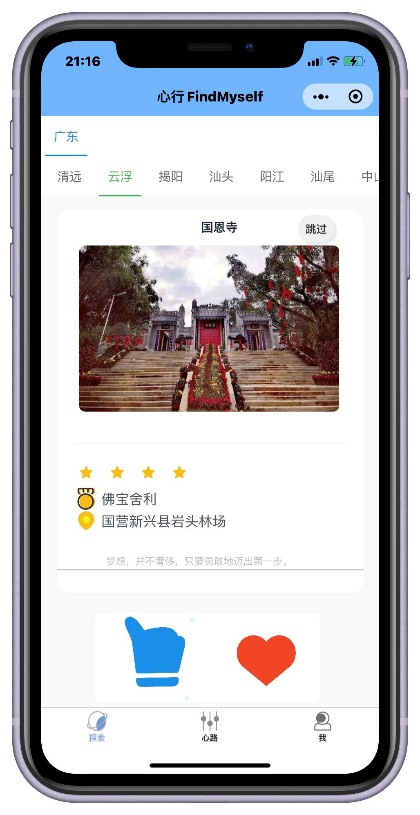 21:16
心行 FindMyself
广东
清远 云浮 揭阳 汕头 阳江 汕尾 中山
国恩寺 跳过
佛宝舍利
国营新兴县岩头林场
梦想，并不奢侈，只要勇敢地迈出第一步。
探索 心路 我